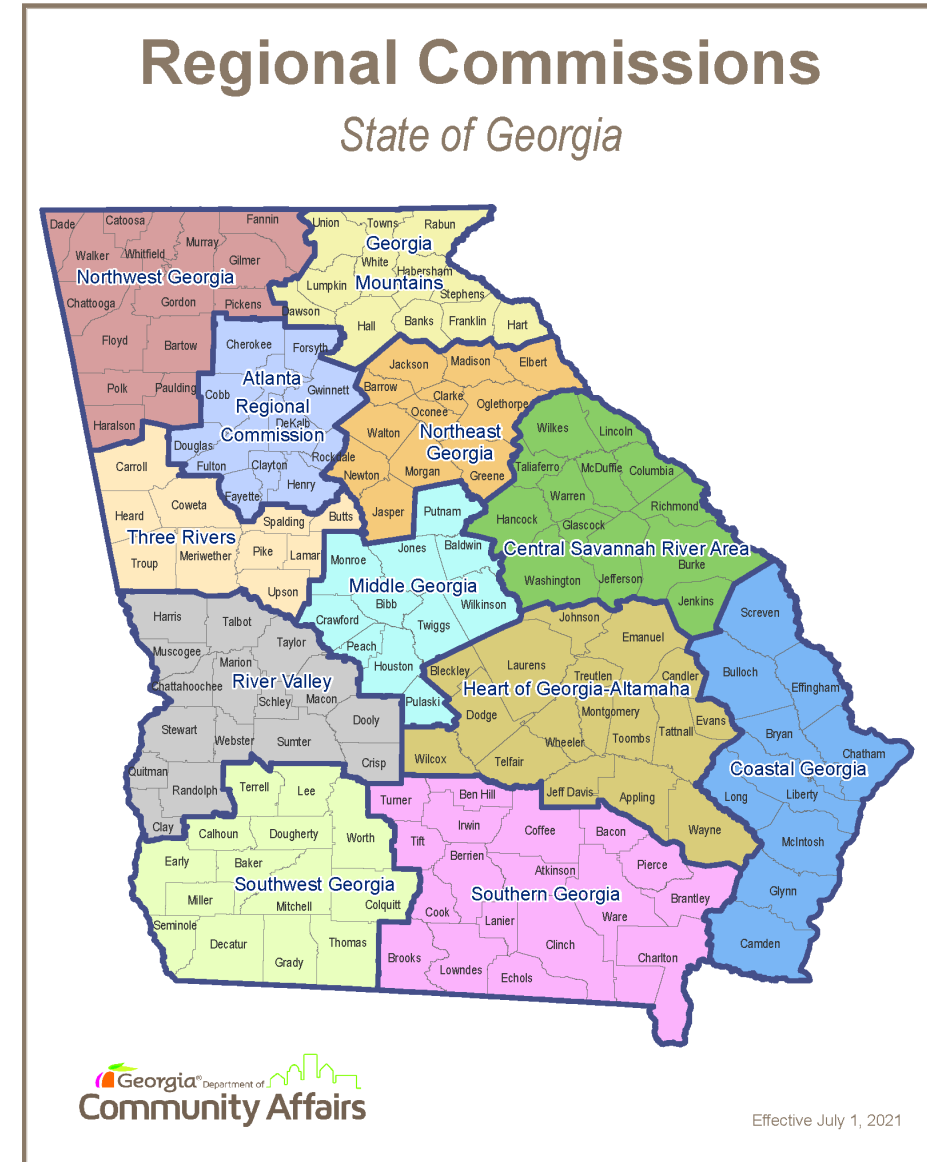 Regional Commissions
State of Georgia
Dade
Catoosa
Fannin
Walker
Whitfield
Murray
Gilmer
Northwest Georgia
Chattooga
Gordon
Pickens
Floyd
Bartow
Polk
Paulding
Haralson
Union
Towns
Rabun
Georgia
Mountains
White
Habersham
Lumpkin
Stephens
Dawson
Hall
Banks
Franklin
Hart
Cherokee
Forsyth
Atlanta
Regional
Commission
Cobb
Gwinnett
DeKalb
Douglas
Fulton
Clayton
Rockdale
Henry
Fayette
Jackson
Madison
Elbert
Barrow
Clarke
Oconee
Oglethorpe
Walton
Northeast
Georgia
Newton
Morgan
Greene
Jasper
Carroll
Heard
Coweta
Spalding
Butts
Three Rivers
Troup
Meriwether
Pike
Lamar
Upson
Wilkes
Lincoln
Taliaferro
McDuffie
Columbia
Warren
Richmond
Hancock
Glascock
Central Savannah River Area
Burke
Washington
Jefferson
Jenkins
Putnam
Monroe
Jones
Baldwin
Middle Georgia
Bibb
Wilkinson
Crawford
Twiggs
Peach
Houston
Pulaski
Harris
Talbot
Taylor
Muscogee
Marion
Chattahoochee
River Valley
Schley
Macon
Dooly
Stewart
Webster
Sumter
Crisp
Quitman
Randolph
Clay
Johnson
Emanuel
Bleckley
Laurens
Treutlen
Candler
Heart of Georgia-Altamaha
Dodge
Montgomery
Evans
Wheeler
Toombs
Tattnall
Wilcox
Telfair
Jeff Davis
Appling
Wayne
Screven
Bulloch
Effingham
Bryan
Chatham
Coastal Georgia
Long
Liberty
McIntosh
Glynn
Camden
Terrell
Lee
Calhoun
Dougherty
Worth
Early
Baker
Southwest Georgia
Miller
Mitchell
Colquitt
Seminole
Decatur
Grady
Thomas
Turner
Ben Hill
Irwin
Tift
Coffee
Bacon
Berrien
Atkinson
Pierce
Southern Georgia
Brantley
Cook
Lanier
Ware
Clinch
Brooks
Lowndes
Echols
Charlton
Georgia® Department of
Community Affairs
Effective July 1, 2021